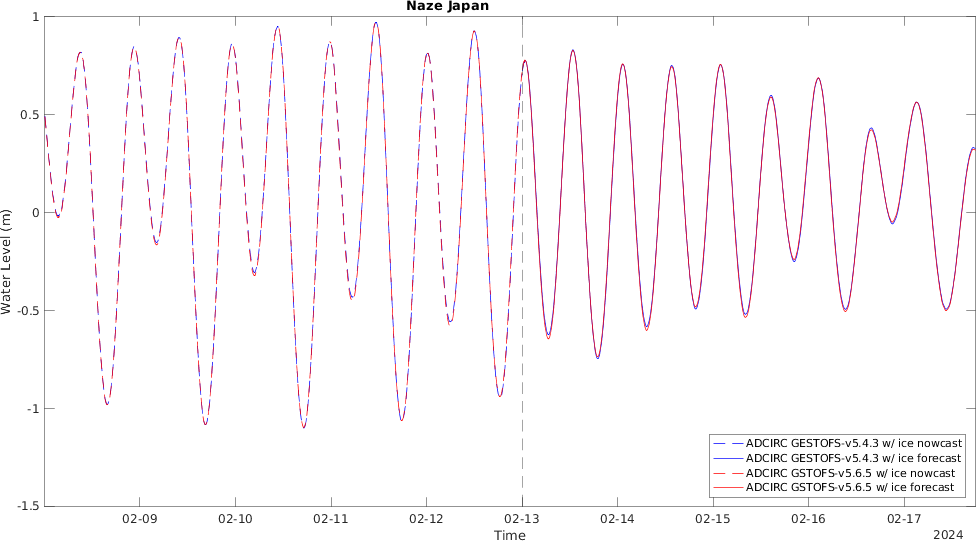 Naze Japan
1
0.5
0
-0.5
-1
-1.5
Water Level (m)
02-09 02-10 02-11 02-12 02-13 02-14 02-15 02-16 02-17
Time
2024
ADCIRC GESTOFS-v5.4.3 w/ ice nowcast
ADCIRC GESTOFS-v5.4.3 w/ ice forecast
ADCIRC GSTOFS-v5.6.5 w/ ice nowcast
ADCIRC GSTOFS-v5.6.5 w/ ice forecast